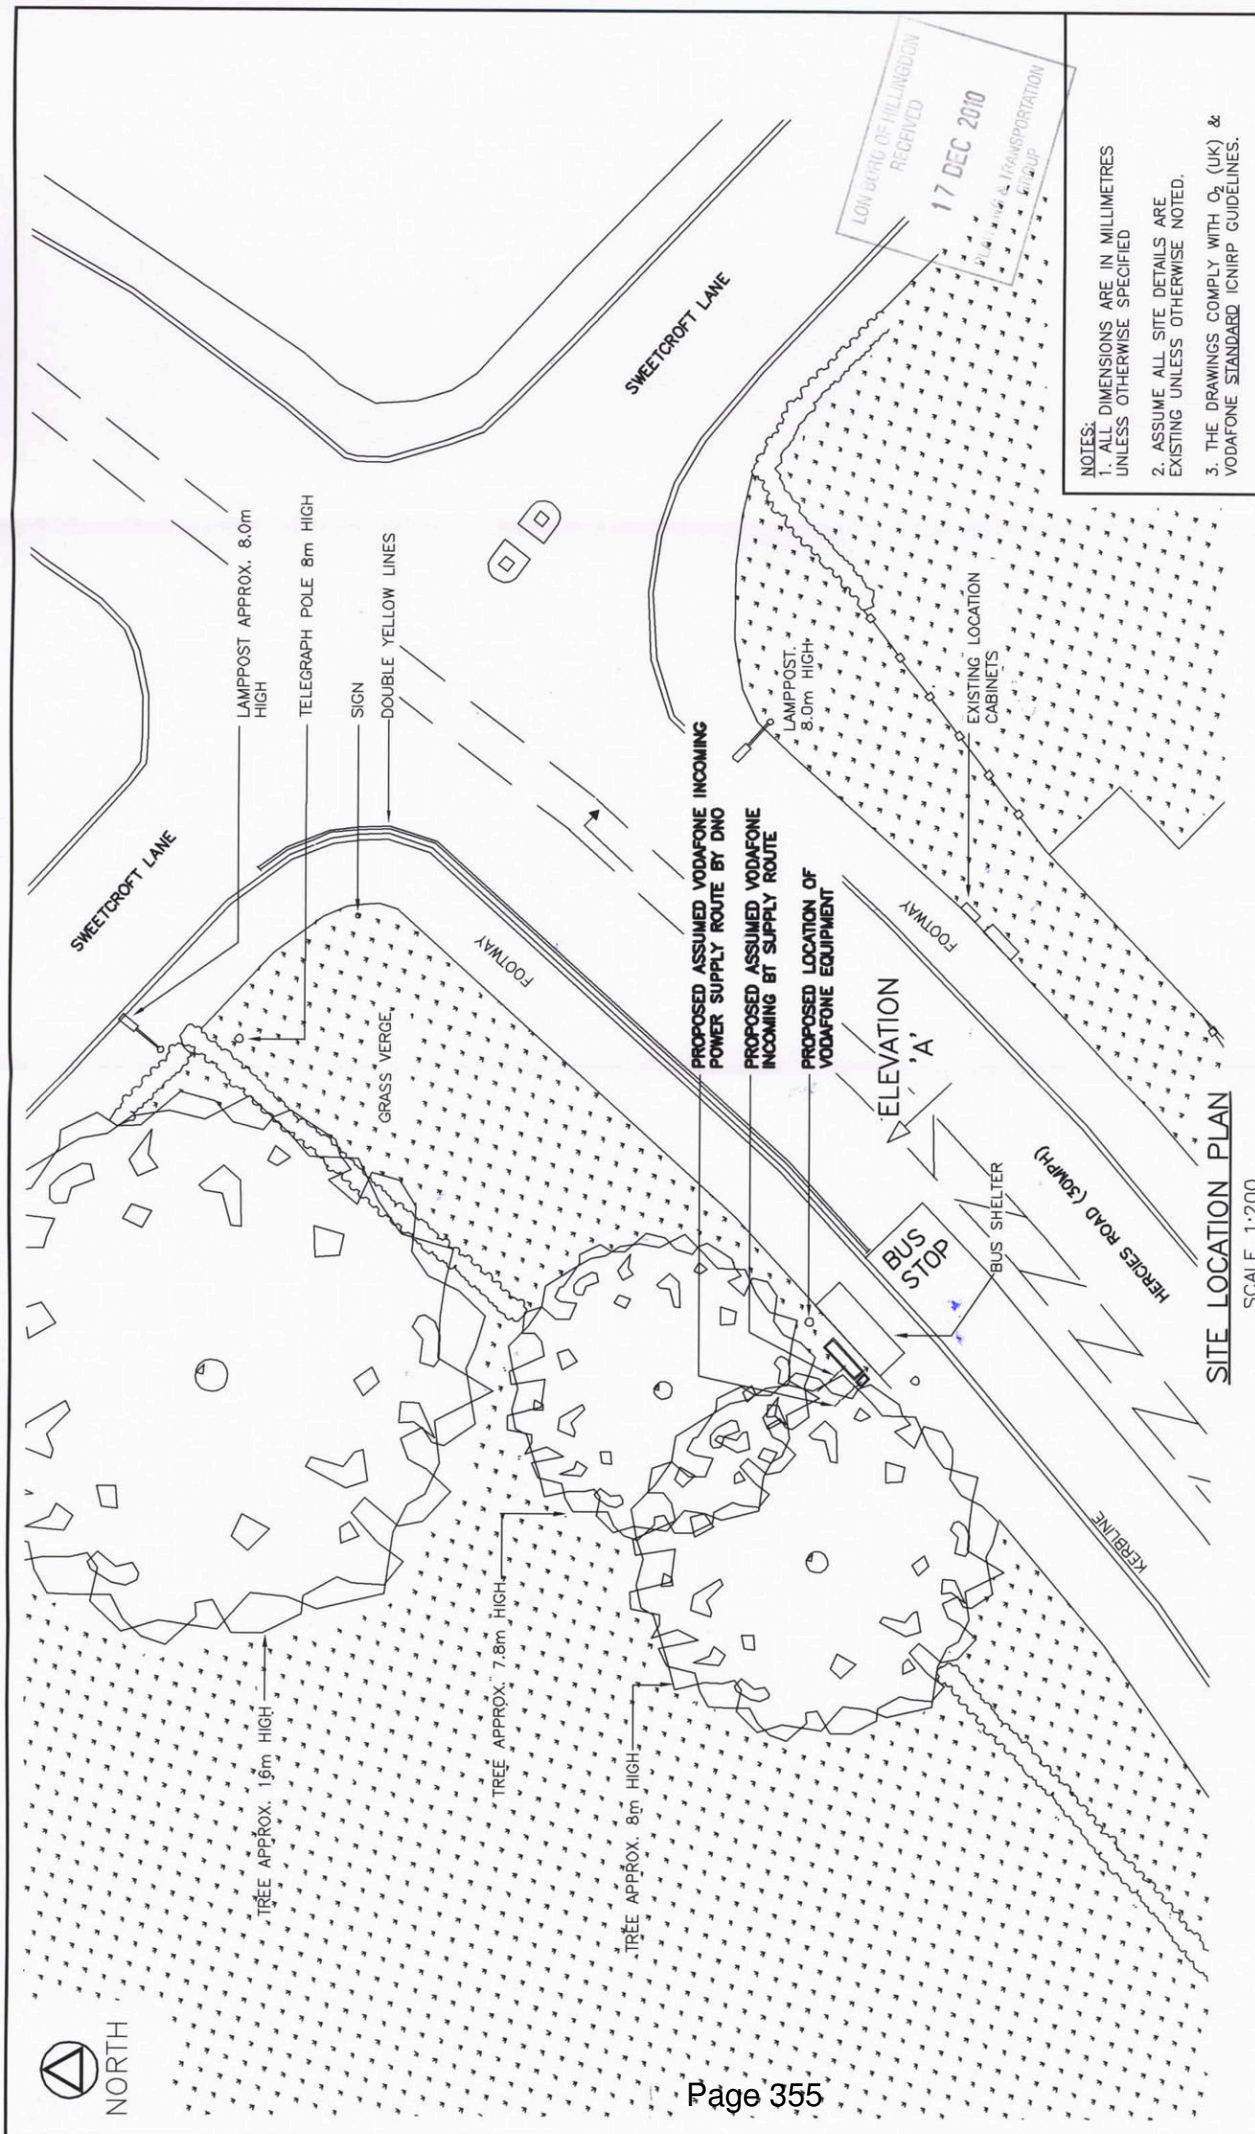 NORTH
SWEETCROFT LANE
LAMPPOST APPROX. 8.0m
HIGH
TELEGRAPH POLE 8m HIGH
SIGN
DOUBLE YELLOW LINES
TREE APPROX. 16m HIGH
GRASS VERGE
FOOTWAY
TREE APPROX. 7.8m HIGH
TREE APPROX. 8m HIGH
SWEETCROFT LANE
PROPOSED ASSUMED VODAFONE INCOMING
POWER SUPPLY ROUTE BY DNO
PROPOSED ASSUMED VODAFONE
INCOMING BT SUPPLY ROUTE
PROPOSED LOCATION OF
VODAFONE EQUIPMENT
LAMPPOST.
8.0m HIGH
ELEVATION
'A'
FOOTWAY
EXISTING LOCATION
CABINETS
BUS
STOP
BUS SHELTER
HERCIES ROAD (30MPH)
KERBLINE
LON BORO OF HILLINGDON
RECEIVED
17 DEC 2010
PLANNING & TRANSPORTATION
GROUP
NOTES:
1. ALL DIMENSIONS ARE IN MILLIMETRES
UNLESS OTHERWISE SPECIFIED
2. ASSUME ALL SITE DETAILS ARE
EXISTING UNLESS OTHERWISE NOTED.
3. THE DRAWINGS COMPLY WITH O2 (UK) &
VODAFONE STANDARD ICNIRP GUIDELINES.
SITE LOCATION PLAN
SCALE 1:200
Page 355